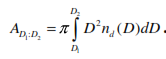 A_{D_1:D_2} = π∫_{D_1}^{D_2} D^2 n_d(D)dD.